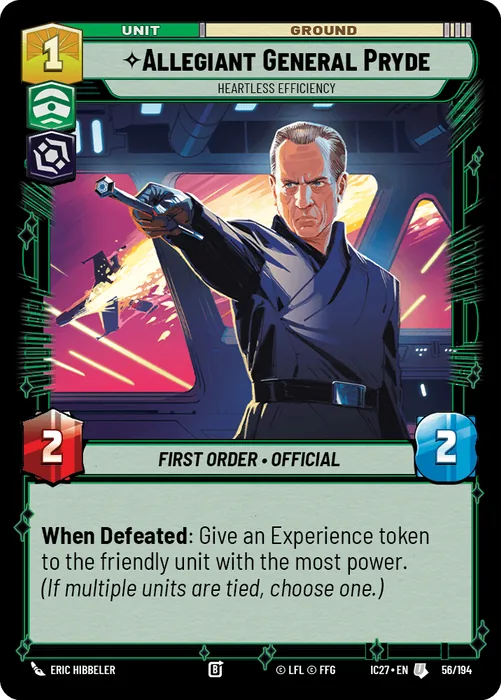 UNIT
GROUND
1
✧ALLEGIANT GENERAL PRYDE
HEARTLESS EFFICIENCY
2
FIRST ORDER • OFFICIAL
2
When Defeated: Give an Experience token
to the friendly unit with the most power.
(If multiple units are tied, choose one.)
ERIC HIBBELER
B
© LFL © FFG
IC27 • EN
56/194